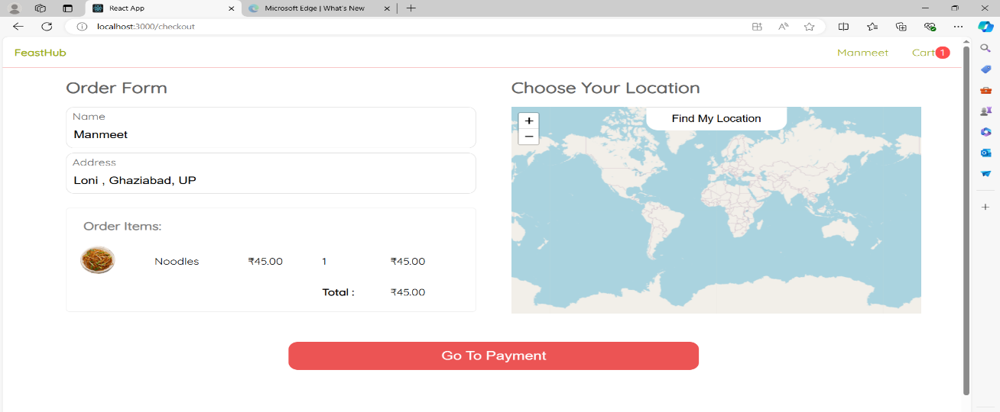 React App
Microsoft Edge | What's New
localhost:3000/checkout
FeastHub
Manmeet
Cart 1
Order Form
Name
Manmeet
Address
Loni , Ghaziabad, UP
Order Items:
Noodles ₹45.00 1 ₹45.00
Total : ₹45.00
Choose Your Location
+
−
Find My Location
Go To Payment